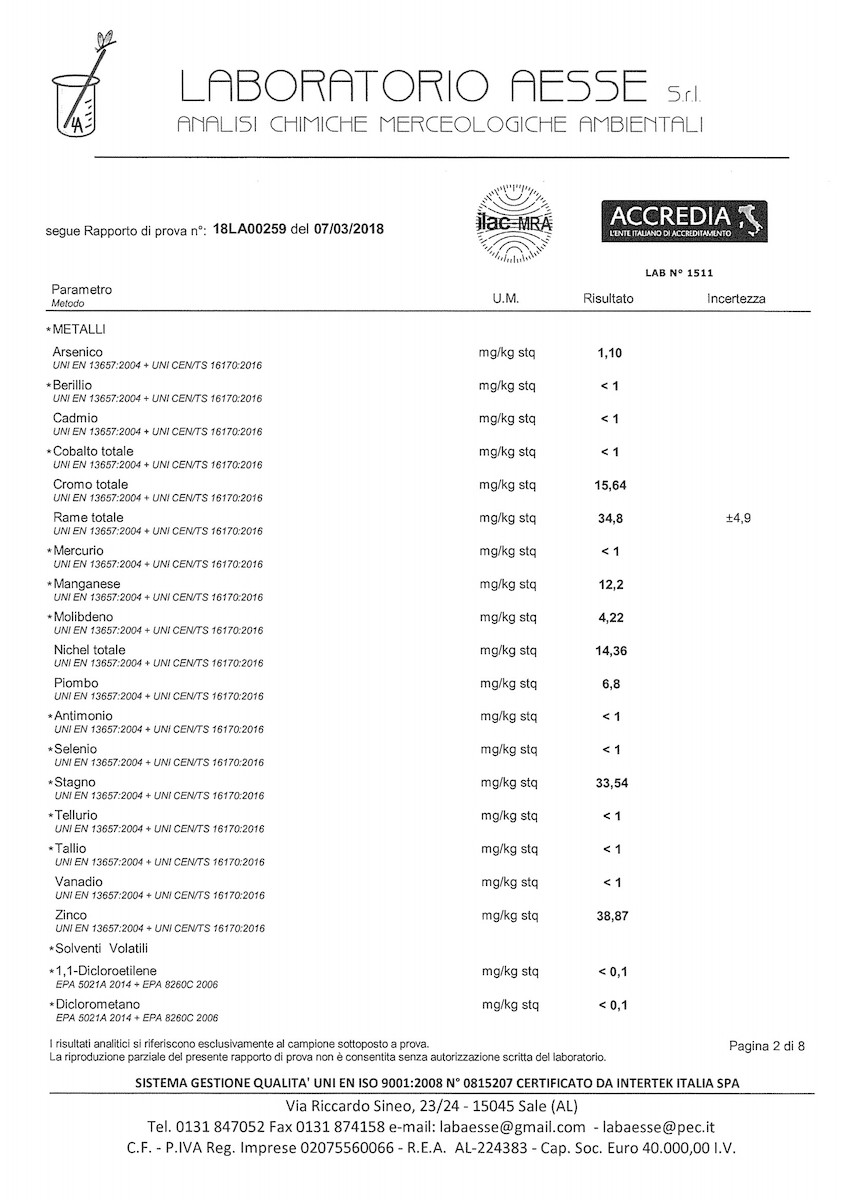 LA
LABORATORIO AESSE S.r.l.
ANALISI CHIMICHE MERCEOLOGICHE AMBIENTALI
segue Rapporto di prova n°: 18LA00259 del 07/03/2018
ilac-MRA
ACCREDIA
L'ENTE ITALIANO DI ACCREDITAMENTO
LAB N° 1511
Parametro
Metodo
U.M. Risultato Incertezza
*METALLI
Arsenico mg/kg stq 1,10
UNI EN 13657:2004 + UNI CEN/TS 16170:2016
*Berillio mg/kg stq < 1
UNI EN 13657:2004 + UNI CEN/TS 16170:2016
Cadmio mg/kg stq < 1
UNI EN 13657:2004 + UNI CEN/TS 16170:2016
*Cobalto totale mg/kg stq < 1
UNI EN 13657:2004 + UNI CEN/TS 16170:2016
Cromo totale mg/kg stq 15,64
UNI EN 13657:2004 + UNI CEN/TS 16170:2016
Rame totale mg/kg stq 34,8 ±4,9
UNI EN 13657:2004 + UNI CEN/TS 16170:2016
*Mercurio mg/kg stq < 1
UNI EN 13657:2004 + UNI CEN/TS 16170:2016
*Manganese mg/kg stq 12,2
UNI EN 13657:2004 + UNI CEN/TS 16170:2016
*Molibdeno mg/kg stq 4,22
UNI EN 13657:2004 + UNI CEN/TS 16170:2016
Nichel totale mg/kg stq 14,36
UNI EN 13657:2004 + UNI CEN/TS 16170:2016
Piombo mg/kg stq 6,8
UNI EN 13657:2004 + UNI CEN/TS 16170:2016
*Antimonio mg/kg stq < 1
UNI EN 13657:2004 + UNI CEN/TS 16170:2016
*Selenio mg/kg stq < 1
UNI EN 13657:2004 + UNI CEN/TS 16170:2016
*Stagno mg/kg stq 33,54
UNI EN 13657:2004 + UNI CEN/TS 16170:2016
*Tellurio mg/kg stq < 1
UNI EN 13657:2004 + UNI CEN/TS 16170:2016
*Tallio mg/kg stq < 1
UNI EN 13657:2004 + UNI CEN/TS 16170:2016
Vanadio mg/kg stq < 1
UNI EN 13657:2004 + UNI CEN/TS 16170:2016
Zinco mg/kg stq 38,87
UNI EN 13657:2004 + UNI CEN/TS 16170:2016
*Solventi Volatili
*1,1-Dicloroetilene mg/kg stq < 0,1
EPA 5021A 2014 + EPA 8260C 2006
*Diclorometano mg/kg stq < 0,1
EPA 5021A 2014 + EPA 8260C 2006
I risultati analitici si riferiscono esclusivamente al campione sottoposto a prova.
La riproduzione parziale del presente rapporto di prova non è consentita senza autorizzazione scritta del laboratorio.
Pagina 2 di 8
SISTEMA GESTIONE QUALITA' UNI EN ISO 9001:2008 N° 0815207 CERTIFICATO DA INTERTEK ITALIA SPA
Via Riccardo Sineo, 23/24 - 15045 Sale (AL)
Tel. 0131 847052 Fax 0131 874158 e-mail: labaesse@gmail.com - labaesse@pec.it
C.F. - P.IVA Reg. Imprese 02075560066 - R.E.A. AL-224383 - Cap. Soc. Euro 40.000,00 I.V.